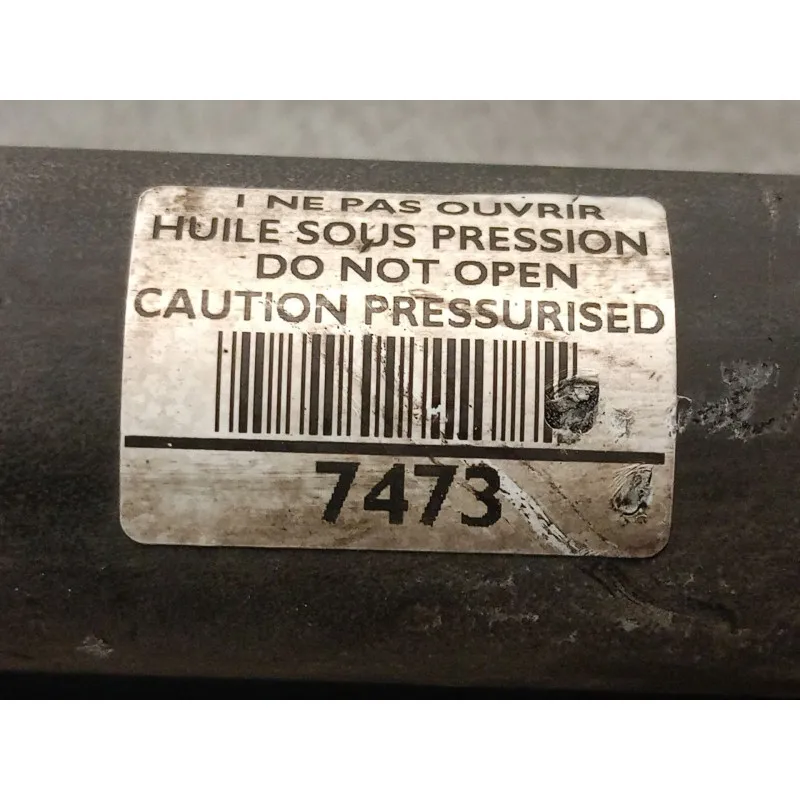 I NE PAS OUVRIR
HUILE SOUS PRESSION
DO NOT OPEN
CAUTION PRESSURISED
7473